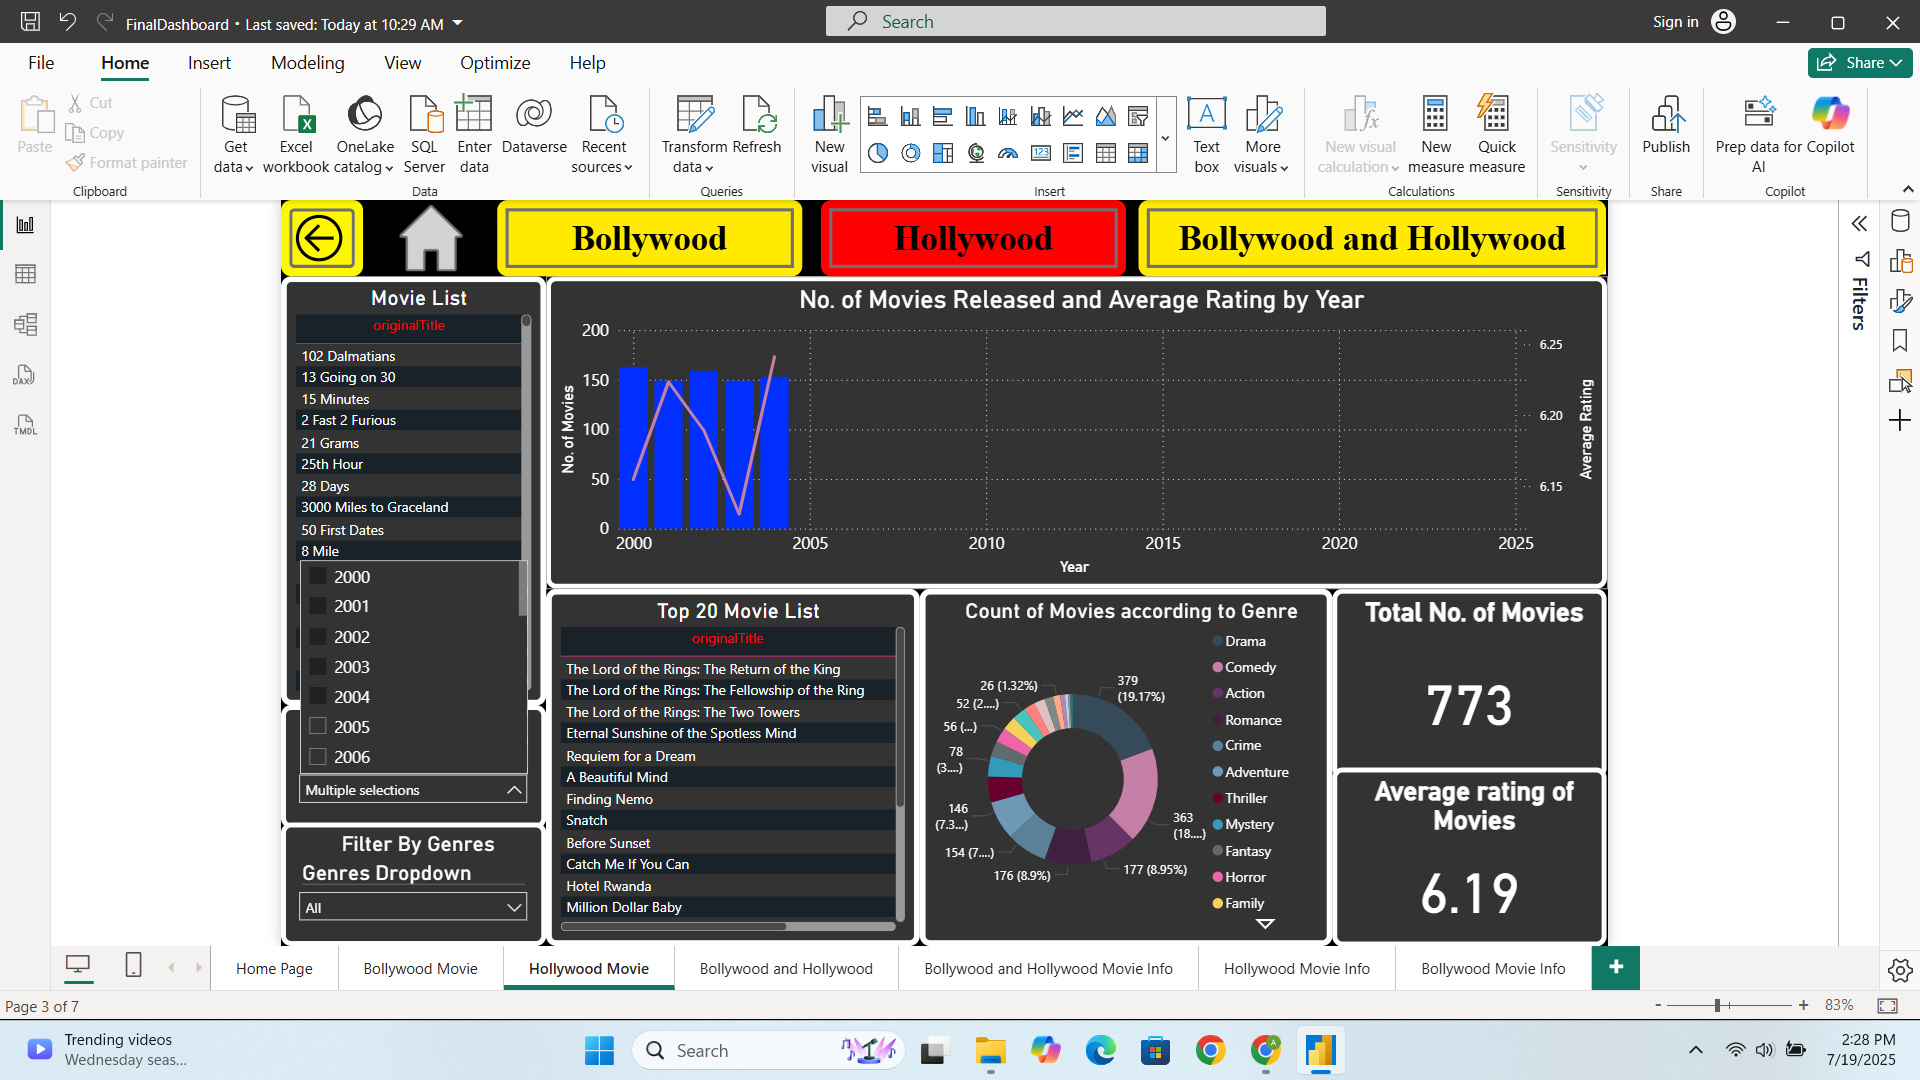 FinalDashboard • Last saved: Today at 10:29 AM
Search
Sign in
File
Home
Insert
Modeling
View
Optimize
Help
Share
Paste
Cut
Copy
Format painter
Clipboard
Get data
Excel workbook
OneLake catalog
SQL Server
Enter data
Dataverse
Recent sources
Data
Transform data
Refresh
Queries
New visual
Text box
More visuals
Insert
New visual calculation
New measure
Quick measure
Calculations
Sensitivity
Sensitivity
Publish
Share
Prep data for AI
Copilot
Copilot
DAX
TMDL
Bollywood
Hollywood
Bollywood and Hollywood
Filters
Movie List
originalTitle
102 Dalmatians
13 Going on 30
15 Minutes
2 Fast 2 Furious
21 Grams
25th Hour
28 Days
3000 Miles to Graceland
50 First Dates
8 Mile
2000
2001
2002
2003
2004
2005
2006
Multiple selections
Filter By Genres
Genres Dropdown
All
No. of Movies Released and Average Rating by Year
200
150
100
50
0
No. of Movies
6.25
6.20
6.15
Average Rating
2000
2005
2010
2015
2020
2025
Year
Top 20 Movie List
originalTitle
The Lord of the Rings: The Return of the King
The Lord of the Rings: The Fellowship of the Ring
The Lord of the Rings: The Two Towers
Eternal Sunshine of the Spotless Mind
Requiem for a Dream
A Beautiful Mind
Finding Nemo
Snatch
Before Sunset
Catch Me If You Can
Hotel Rwanda
Million Dollar Baby
Count of Movies according to Genre
379
(19.17%)
363
(18....)
177 (8.95%)
176 (8.9%)
154 (7....)
146
(7.3...)
78
(3....)
56 (...)
52 (2....)
26 (1.32%)
Drama
Comedy
Action
Romance
Crime
Adventure
Thriller
Mystery
Fantasy
Horror
Family
Total No. of Movies
773
Average rating of
Movies
6.19
Home Page
Bollywood Movie
Hollywood Movie
Bollywood and Hollywood
Bollywood and Hollywood Movie Info
Hollywood Movie Info
Bollywood Movie Info
Page 3 of 7
83%
Trending videos
Wednesday seas...
Search
2:28 PM
7/19/2025